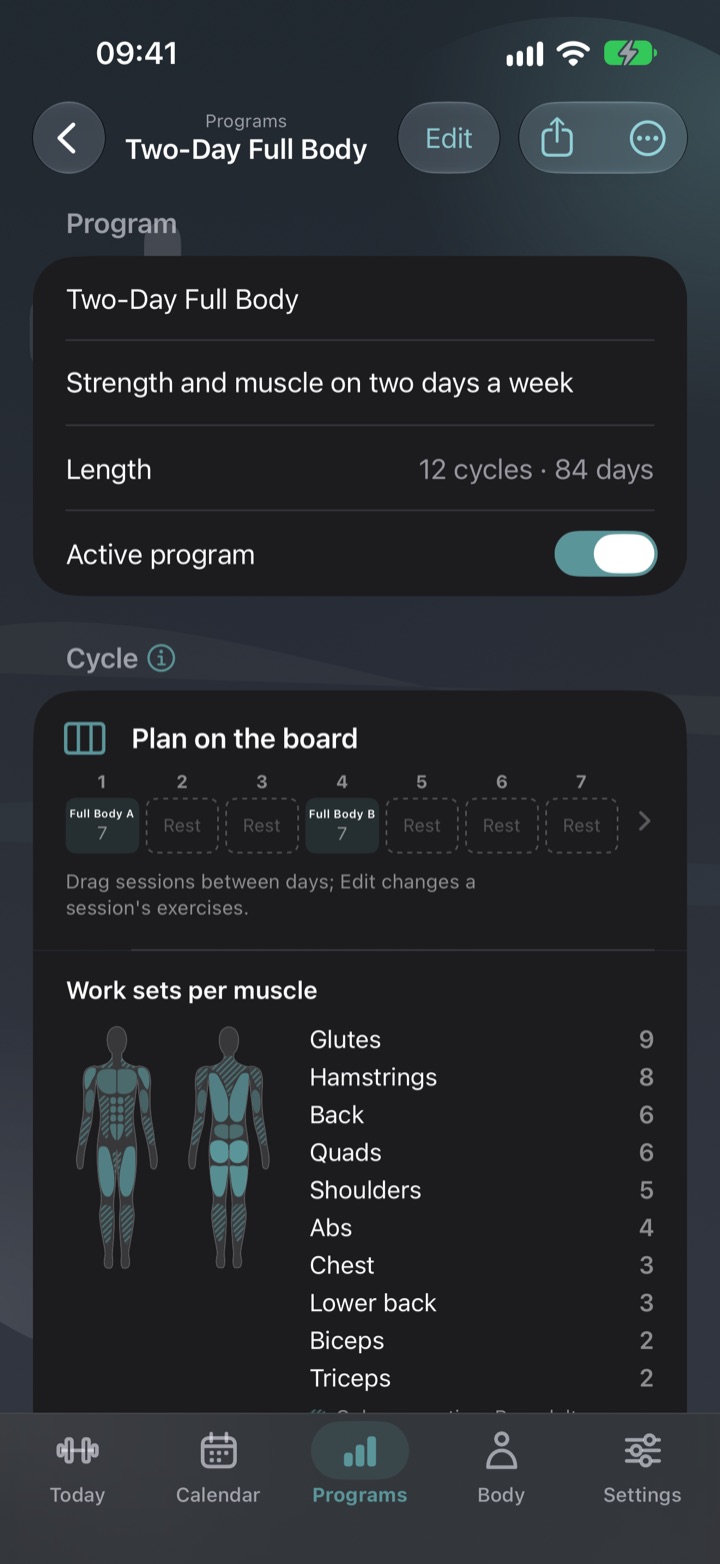 09:41
Programs
Two-Day Full Body
Edit
Program
Two-Day Full Body
Strength and muscle on two days a week
Length 12 cycles · 84 days
Active program
Cycle
Plan on the board
1 2 3 4 5 6 7
Full Body A Rest Rest Full Body B Rest Rest Rest
7 7
Drag sessions between days; Edit changes a
session's exercises.
Work sets per muscle
Glutes 9
Hamstrings 8
Back 6
Quads 6
Shoulders 5
Abs 4
Chest 3
Lower back 3
Biceps 2
Triceps 2
Today Calendar Programs Body Settings